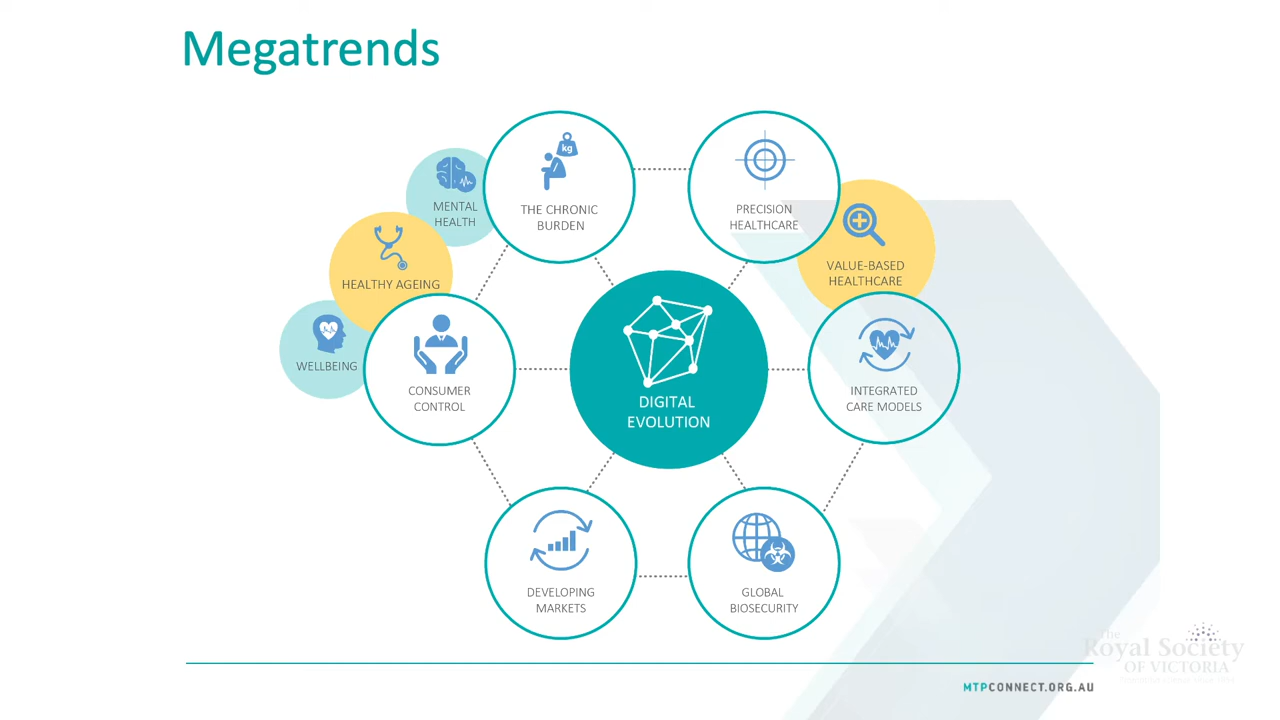 Megatrends
kg
MENTAL
HEALTH
THE CHRONIC
BURDEN
PRECISION
HEALTHCARE
HEALTHY AGEING
VALUE-BASED
HEALTHCARE
WELLBEING
CONSUMER
CONTROL
DIGITAL
EVOLUTION
INTEGRATED
CARE MODELS
DEVELOPING
MARKETS
GLOBAL
BIOSECURITY
The
Royal Society
OF VICTORIA
MTPCONNECT.ORG.AU